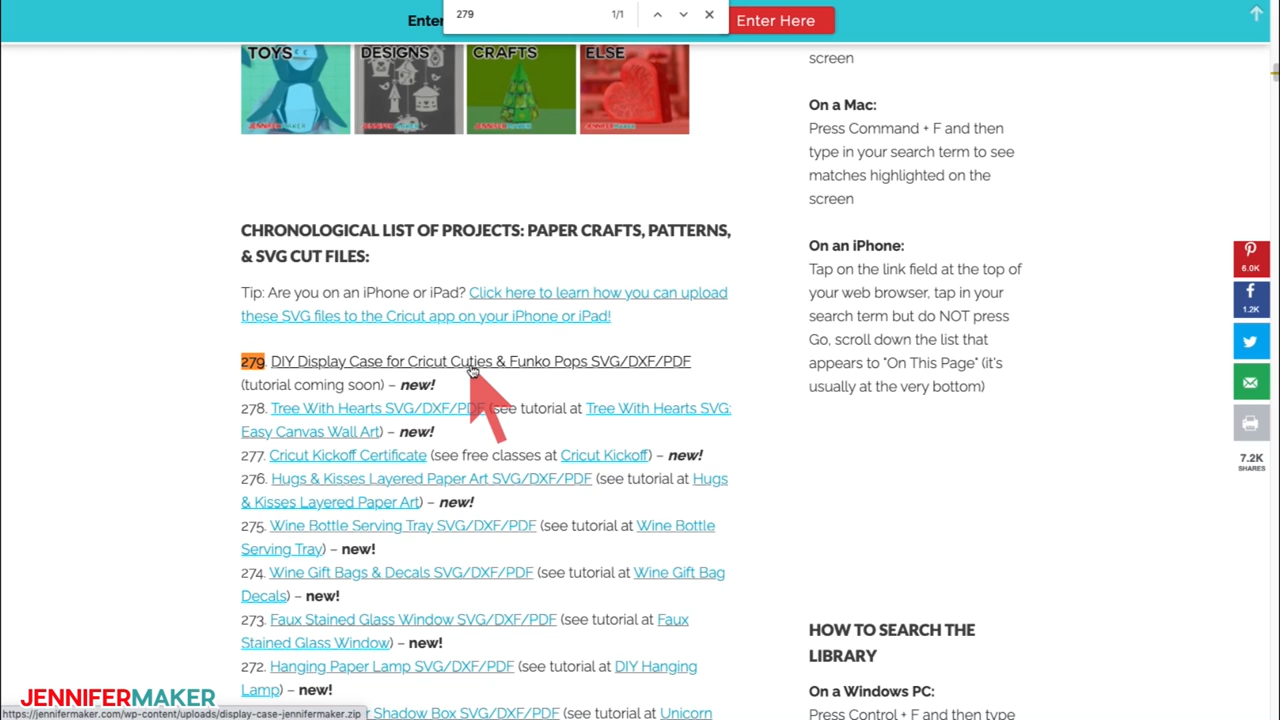 279
1/1
Enter
Enter Here
TOYS
DESIGNS
CRAFTS
ELSE
JENNIFERMAKER
JENNIFERMAKER
JENNIFERMAKER
JENNIFERMAKER
CHRONOLOGICAL LIST OF PROJECTS: PAPER CRAFTS, PATTERNS,
& SVG CUT FILES:
Tip: Are you on an iPhone or iPad? Click here to learn how you can upload
these SVG files to the Cricut app on your iPhone or iPad!
279. DIY Display Case for Cricut Cuties & Funko Pops SVG/DXF/PDF
(tutorial coming soon) – new!
278. Tree With Hearts SVG/DXF/PDF (see tutorial at Tree With Hearts SVG:
Easy Canvas Wall Art) – new!
277. Cricut Kickoff Certificate (see free classes at Cricut Kickoff) – new!
276. Hugs & Kisses Layered Paper Art SVG/DXF/PDF (see tutorial at Hugs
& Kisses Layered Paper Art) – new!
275. Wine Bottle Serving Tray SVG/DXF/PDF (see tutorial at Wine Bottle
Serving Tray) – new!
274. Wine Gift Bags & Decals SVG/DXF/PDF (see tutorial at Wine Gift Bag
Decals) – new!
273. Faux Stained Glass Window SVG/DXF/PDF (see tutorial at Faux
Stained Glass Window) – new!
272. Hanging Paper Lamp SVG/DXF/PDF (see tutorial at DIY Hanging
Lamp) – new!
r Shadow Box SVG/DXF/PDF (see tutorial at Unicorn
JENNIFERMAKER
https://jennifermaker.com/wp-content/uploads/display-case-jennifermaker.zip
screen
On a Mac:
Press Command + F and then
type in your search term to see
matches highlighted on the
screen
On an iPhone:
Tap on the link field at the top of
your web browser, tap in your
search term but do NOT press
Go, scroll down the list that
appears to "On This Page" (it's
usually at the very bottom)
HOW TO SEARCH THE
LIBRARY
On a Windows PC:
Press Control + F and then type
6.0K
1.2K
7.2K
SHARES